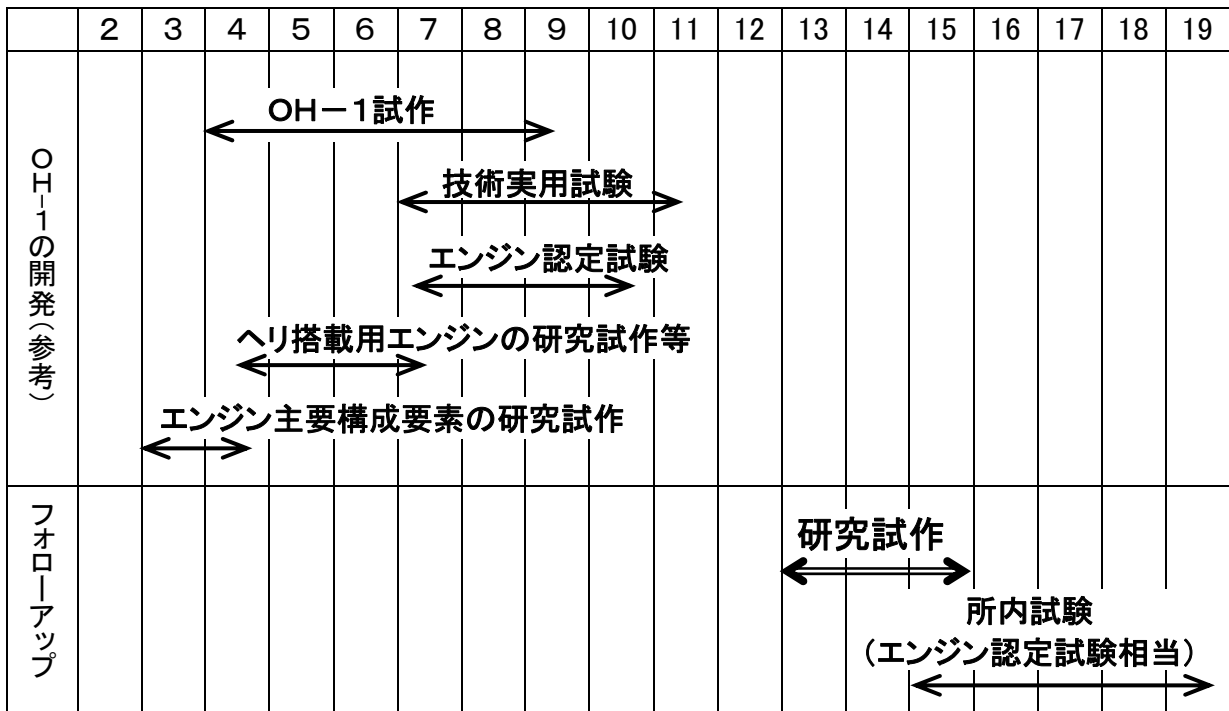 2 3 4 5 6 7 8 9 10 11 12 13 14 15 16 17 18 19
OH-1の開発(参考)
OH-1試作
技術実用試験
エンジン認定試験
ヘリ搭載用エンジンの研究試作等
エンジン主要構成要素の研究試作
フォローアップ
研究試作
所内試験
(エンジン認定試験相当)